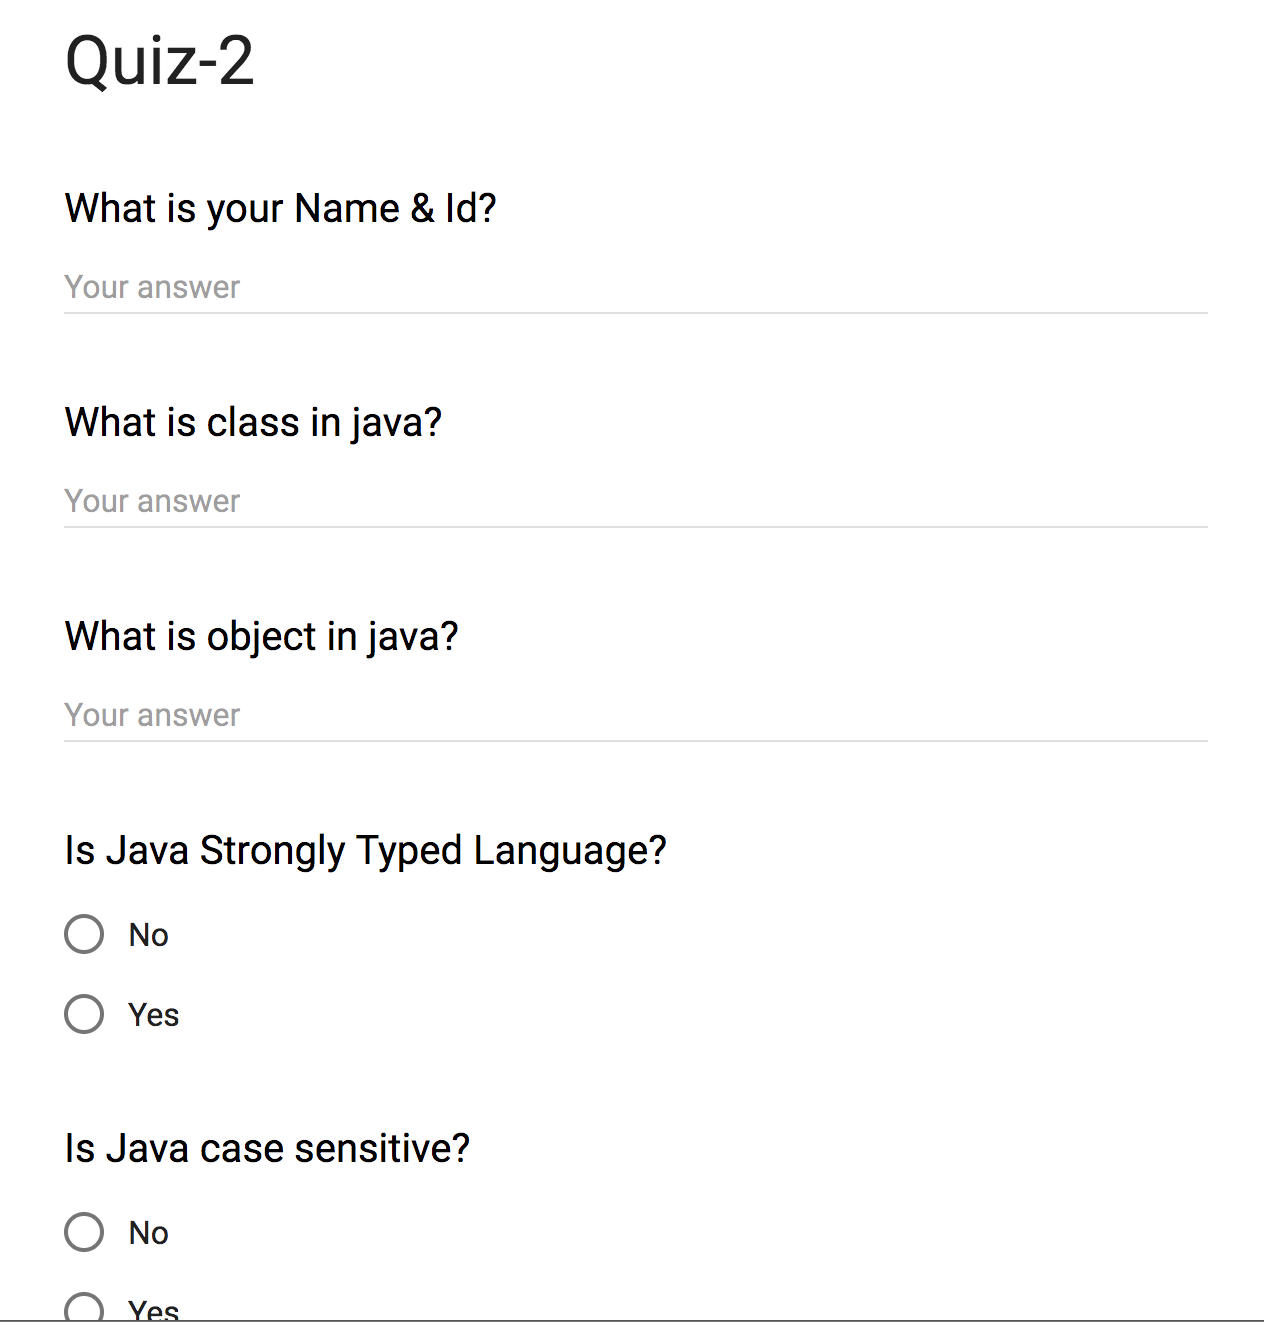 Quiz-2
What is your Name & Id?
Your answer
What is class in java?
Your answer
What is object in java?
Your answer
Is Java Strongly Typed Language?
No
Yes
Is Java case sensitive?
No
Yes